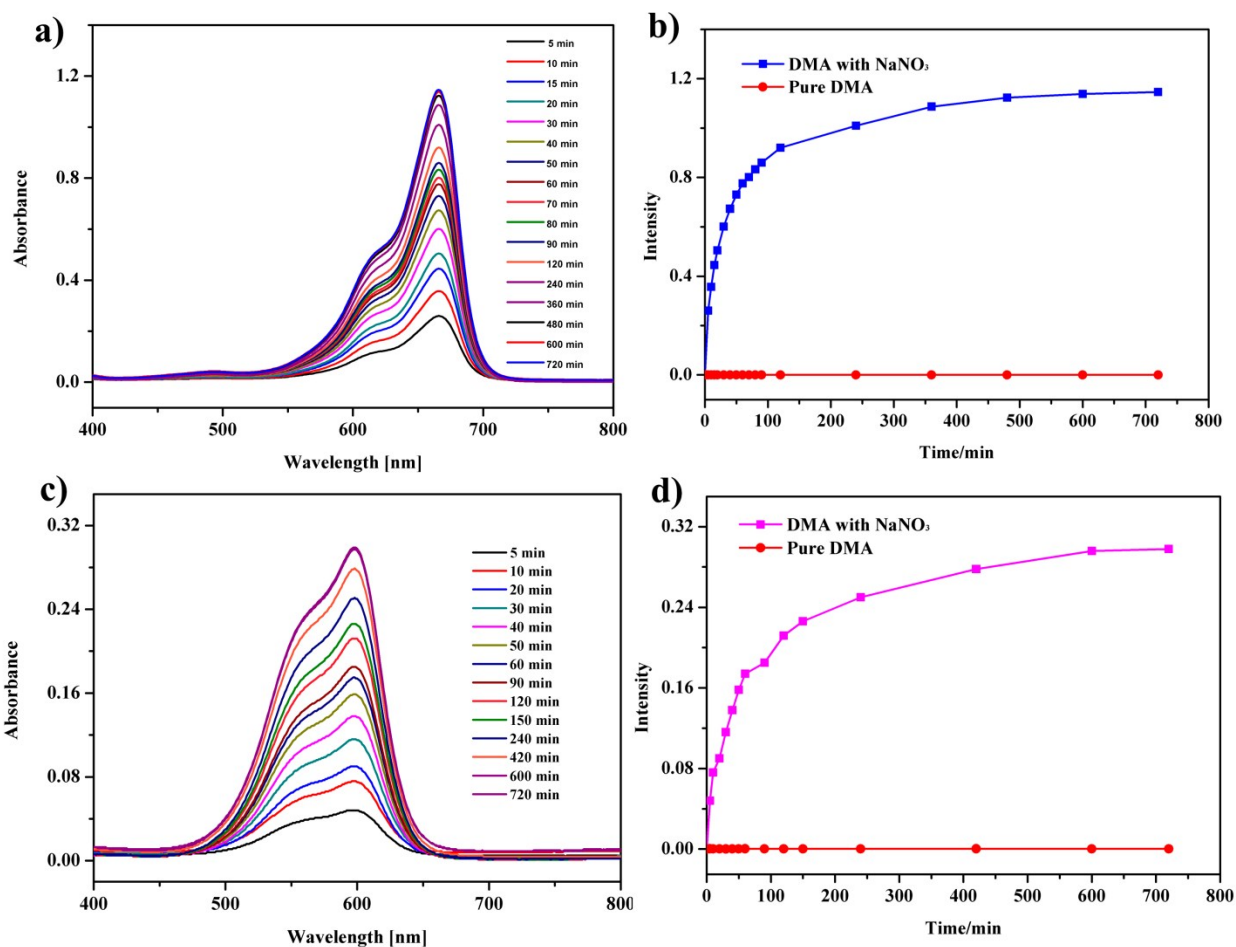 a)
1.2
0.8
0.4
0.0
Absorbance
400
500
600
700
800
Wavelength [nm]
5 min
10 min
15 min
20 min
30 min
40 min
50 min
60 min
70 min
80 min
90 min
120 min
240 min
360 min
480 min
600 min
720 min
b)
1.2
0.8
0.4
0.0
Intensity
0
100
200
300
400
500
600
700
800
Time/min
DMA with NaNO₃
Pure DMA
c)
0.32
0.24
0.16
0.08
0.00
Absorbance
400
500
600
700
800
Wavelength [nm]
5 min
10 min
20 min
30 min
40 min
50 min
60 min
90 min
120 min
150 min
240 min
420 min
600 min
720 min
d)
0.32
0.24
0.16
0.08
0.00
Intensity
0
100
200
300
400
500
600
700
800
Time/min
DMA with NaNO₃
Pure DMA